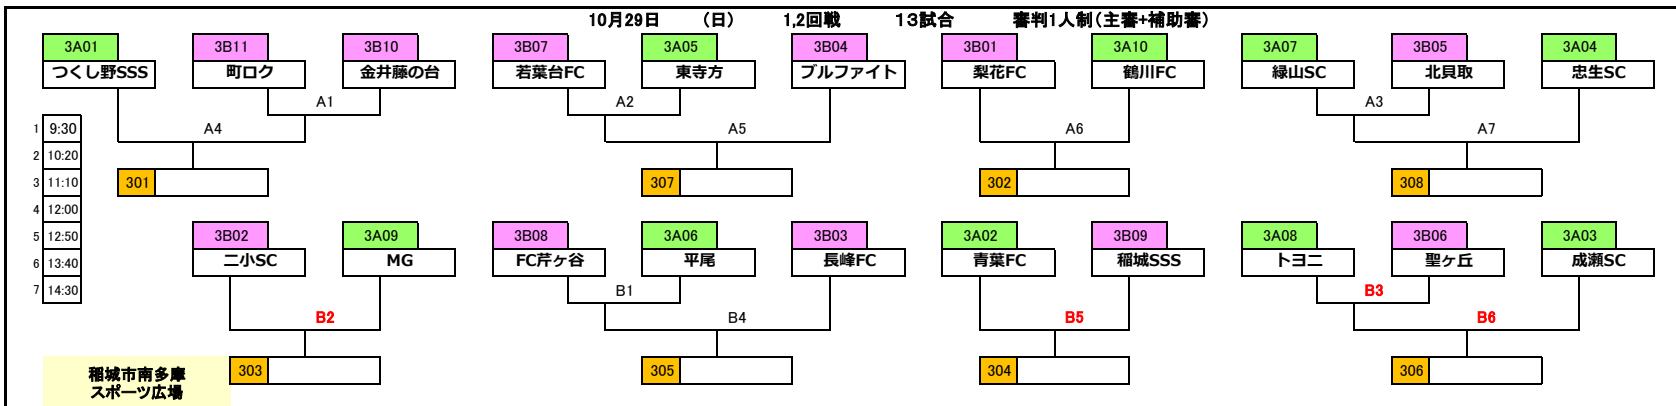 10月29日 （日） 1,2回戦 １３試合 審判1人制（主審+補助審）
3A01 3B11 3B10 3B07 3A05 3B04 3B01 3A10 3A07 3B05 3A04
つくし野SSS 町ロク 金井藤の台 若葉台FC 東寺方 ブルファイト 梨花FC 鶴川FC 緑山SC 北貝取 忠生SC
A1 A2 A3
1 9:30 A4 A5 A6 A7
2 10:20
3 11:10 301 307 302 308
4 12:00
5 12:50 3B02 3A09 3B08 3A06 3B03 3A02 3B09 3A08 3B06 3A03
6 13:40 二小SC MG FC芹ヶ谷 平尾 長峰FC 青葉FC 稲城SSS トヨ二 聖ヶ丘 成瀬SC
7 14:30 B1 B3
B2 B4 B5 B6
303 305 304 306
稲城市南多摩
スポーツ広場